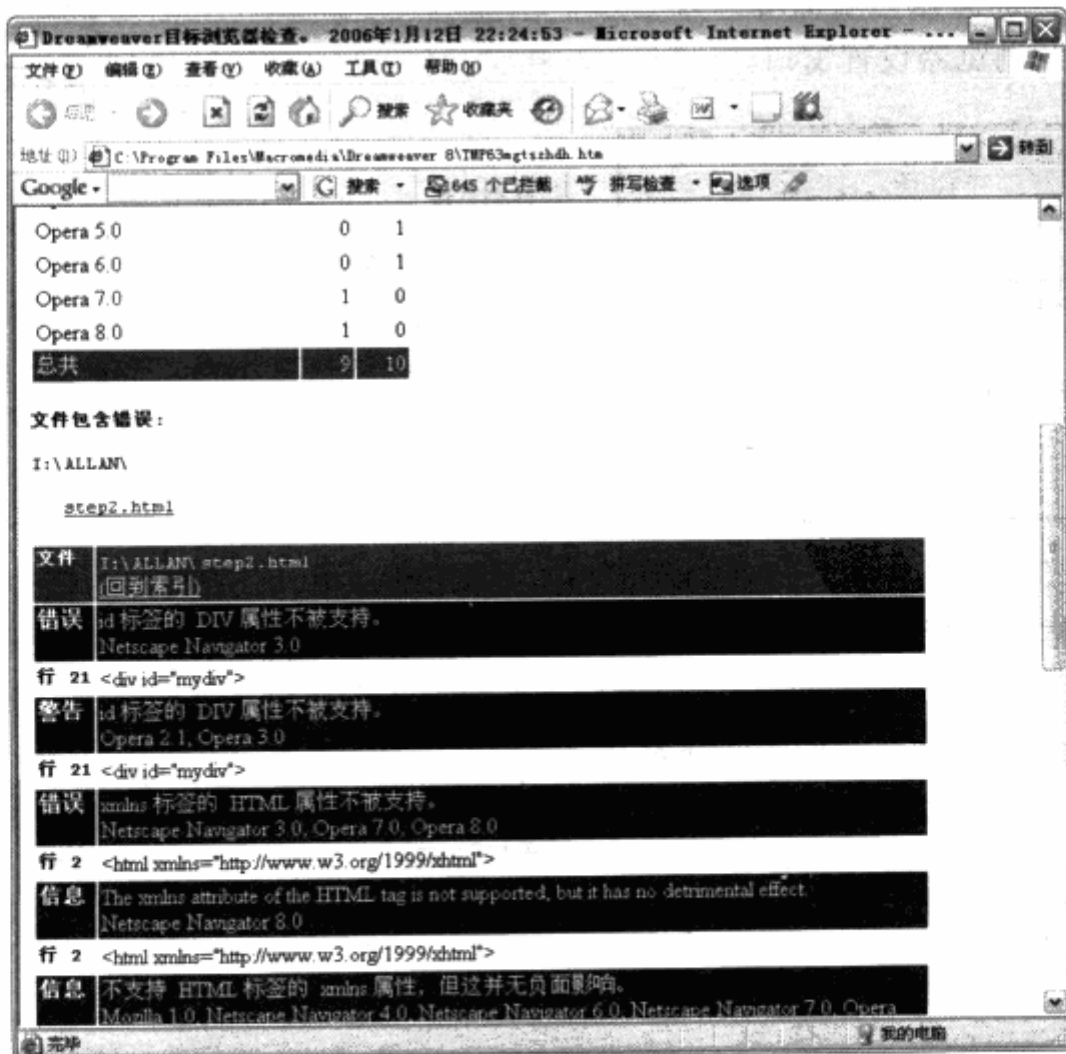 Dreamweaver目标浏览器检查。 2006年1月12日 22:24:53 - Microsoft Internet Explorer - ...
文件(F) 编辑(E) 查看(V) 收藏(A) 工具(T) 帮助(H)
后退 搜索 收藏夹
地址(D) C:\Program Files\Macromedia\Dreamweaver 8\TMP63mgtszhdh.htm 转到
Google 搜索 645 个已拦截 拼写检查 选项
Opera 5.0 0 1
Opera 6.0 0 1
Opera 7.0 1 0
Opera 8.0 1 0
总共 9 10
文件包含错误:
I:\ALLAN\
step2.html
文件 I:\ALLAN\step2.html
(回到索引)
错误 id 标签的 DIV 属性不被支持。
Netscape Navigator 3.0
行 21 <div id="mydiv">
警告 id 标签的 DIV 属性不被支持。
Opera 2.1, Opera 3.0
行 21 <div id="mydiv">
错误 xmlns 标签的 HTML 属性不被支持。
Netscape Navigator 3.0, Opera 7.0, Opera 8.0
行 2 <html xmlns="http://www.w3.org/1999/xhtml">
信息 The xmlns attribute of the HTML tag is not supported, but it has no detrimental effect.
Netscape Navigator 8.0
行 2 <html xmlns="http://www.w3.org/1999/xhtml">
信息 不支持 HTML 标签的 xmlns 属性，但这并无负面影响。
Mozilla 1.0, Netscape Navigator 4.0, Netscape Navigator 6.0, Netscape Navigator 7.0, Opera
完毕 我的电脑